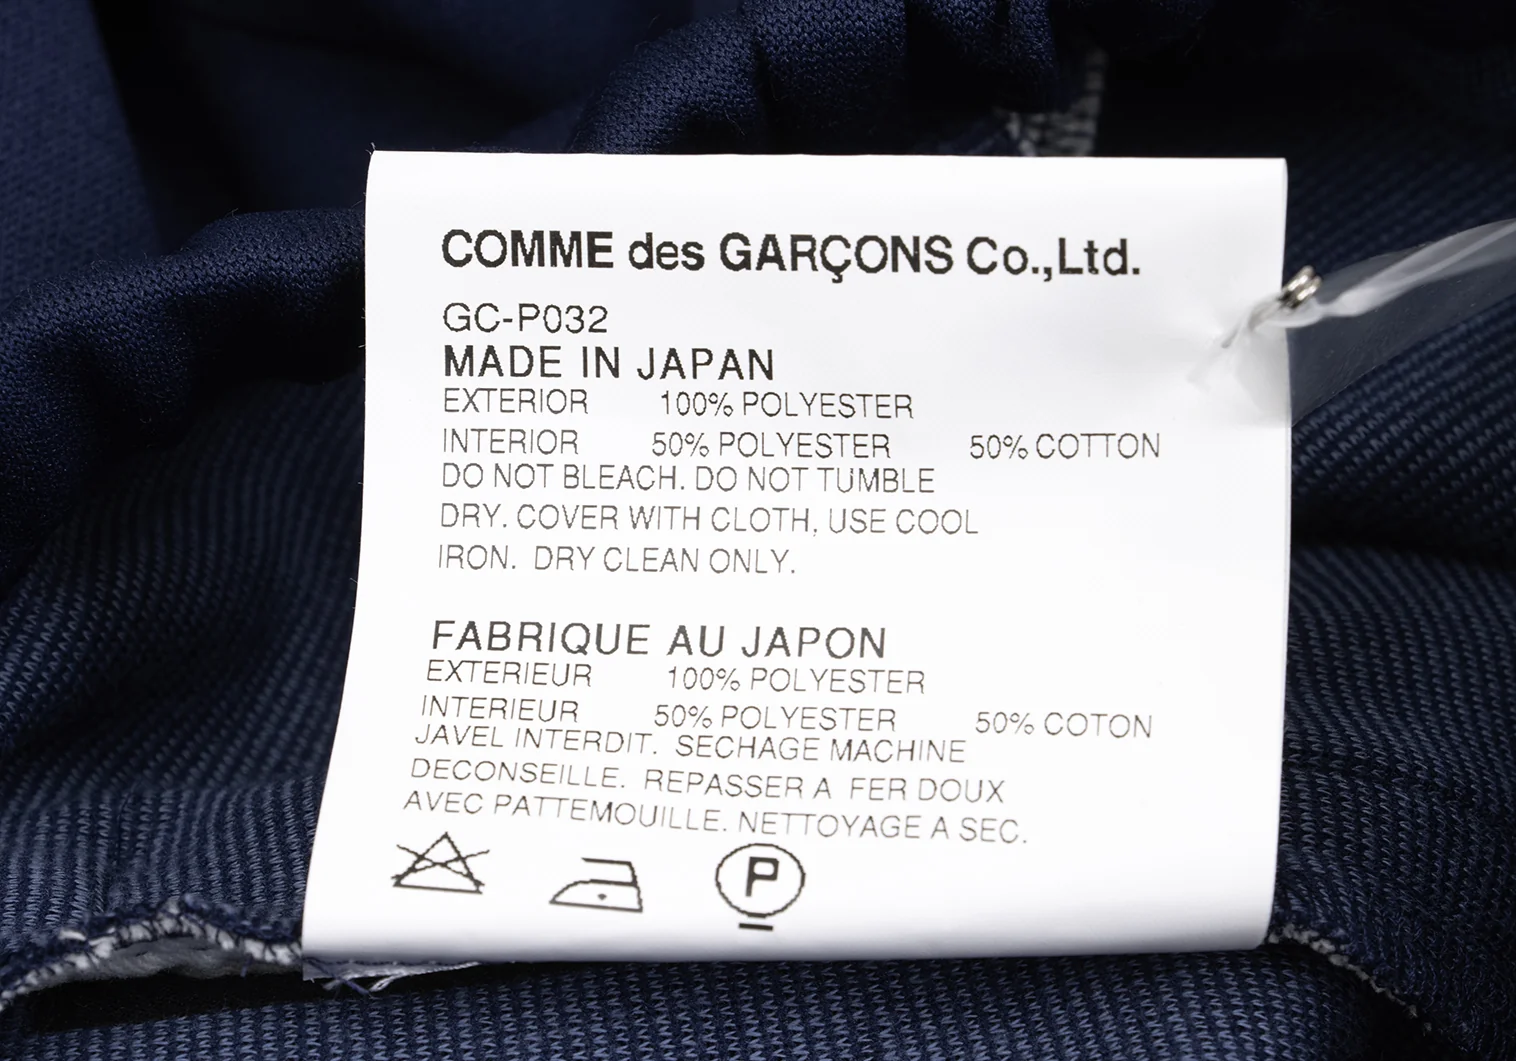 COMME des GARÇONS Co.,Ltd.
GC-P032
MADE IN JAPAN
EXTERIOR 100% POLYESTER
INTERIOR 50% POLYESTER 50% COTTON
DO NOT BLEACH. DO NOT TUMBLE
DRY. COVER WITH CLOTH, USE COOL
IRON. DRY CLEAN ONLY.
FABRIQUE AU JAPON
EXTERIEUR 100% POLYESTER
INTERIEUR 50% POLYESTER 50% COTON
JAVEL INTERDIT. SECHAGE MACHINE
DECONSEILLE. REPASSER A FER DOUX
AVEC PATTEMOUILLE. NETTOYAGE A SEC.
P